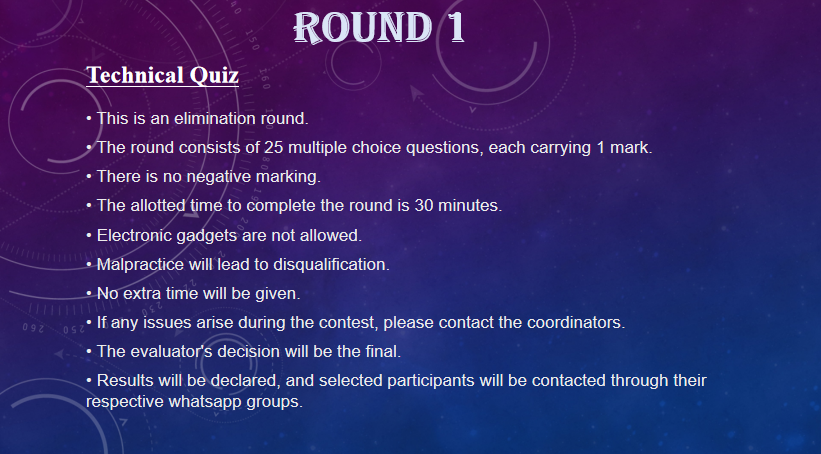 ROUND 1
Technical Quiz
• This is an elimination round.
• The round consists of 25 multiple choice questions, each carrying 1 mark.
• There is no negative marking.
• The allotted time to complete the round is 30 minutes.
• Electronic gadgets are not allowed.
• Malpractice will lead to disqualification.
• No extra time will be given.
• If any issues arise during the contest, please contact the coordinators.
• The evaluator's decision will be the final.
• Results will be declared, and selected participants will be contacted through their
respective whatsapp groups.